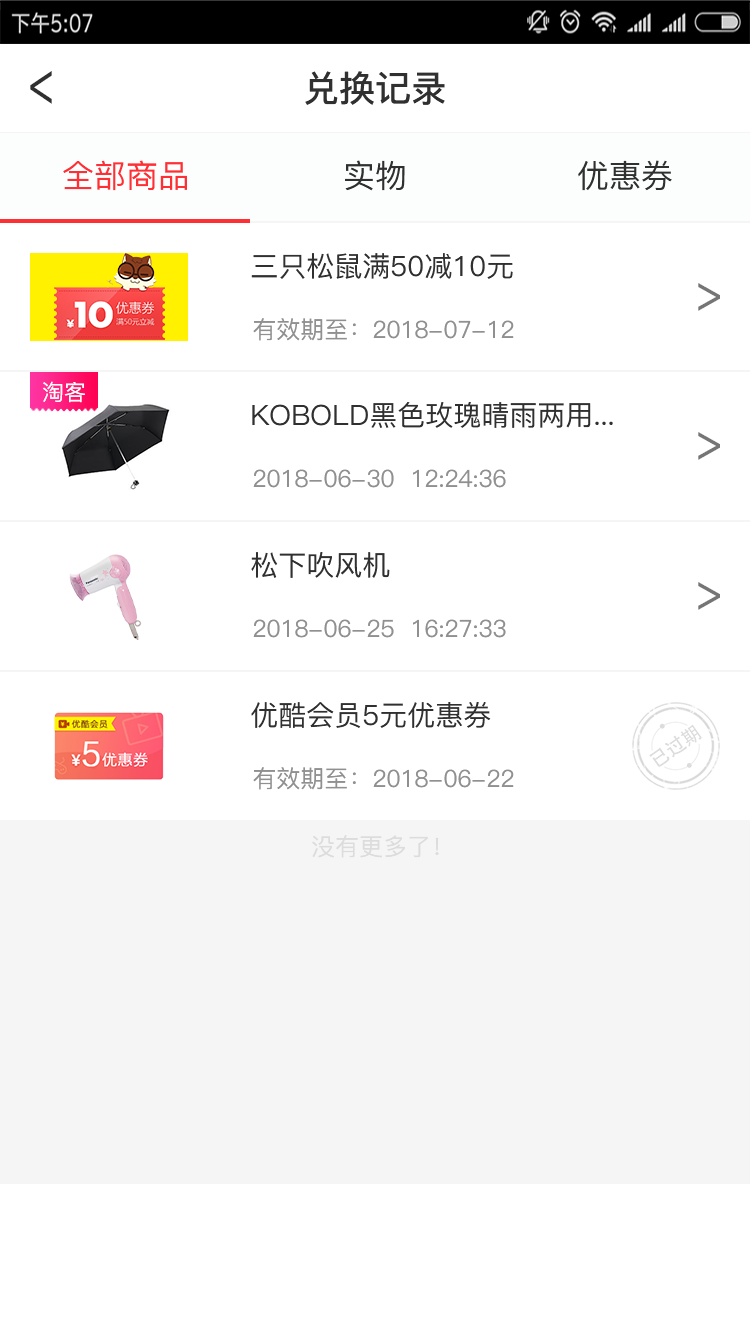 下午5:07
<
兑换记录
全部商品
实物
优惠券
¥10优惠券
满50元立减
三只松鼠满50减10元
有效期至：2018-07-12
>
淘客
KOBOLD黑色玫瑰晴雨两用...
2018-06-30 12:24:36
>
松下吹风机
2018-06-25 16:27:33
>
优酷会员
¥5优惠券
优酷会员5元优惠券
有效期至：2018-06-22
已过期
没有更多了！